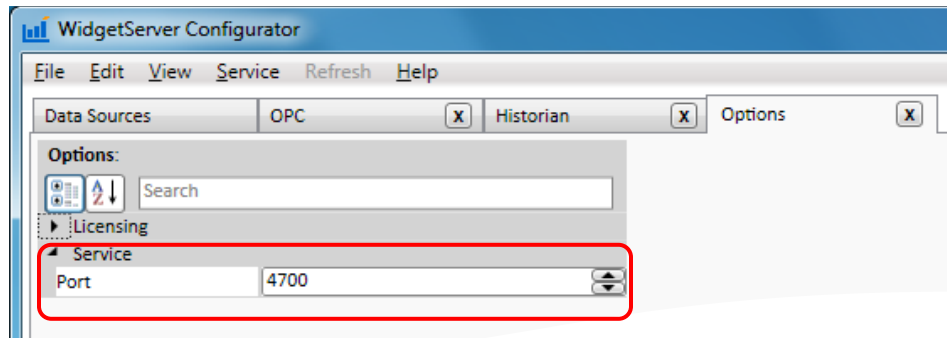 WidgetServer Configurator
File Edit View Service Refresh Help
Data Sources OPC X Historian X Options X
Options:
A Z Search
Licensing
Service
Port 4700